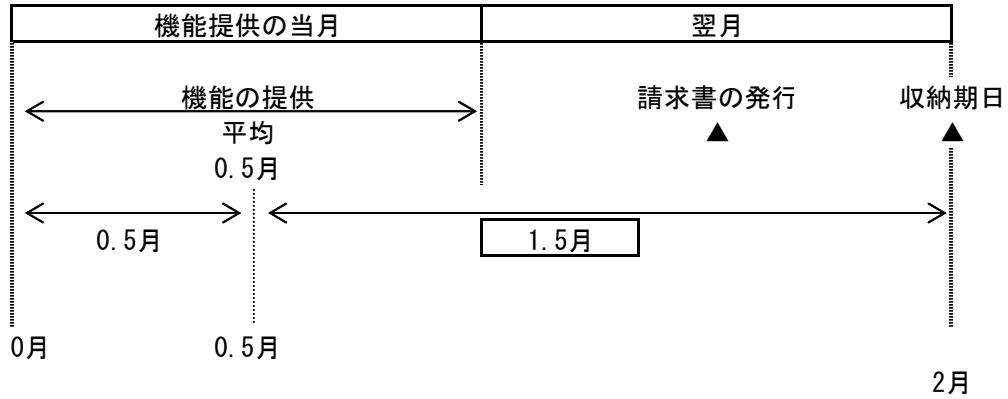 機能提供の当月 翌月
機能の提供 請求書の発行 収納期日
平均 ▲ ▲
0.5月
0.5月 1.5月
0月 0.5月
2月